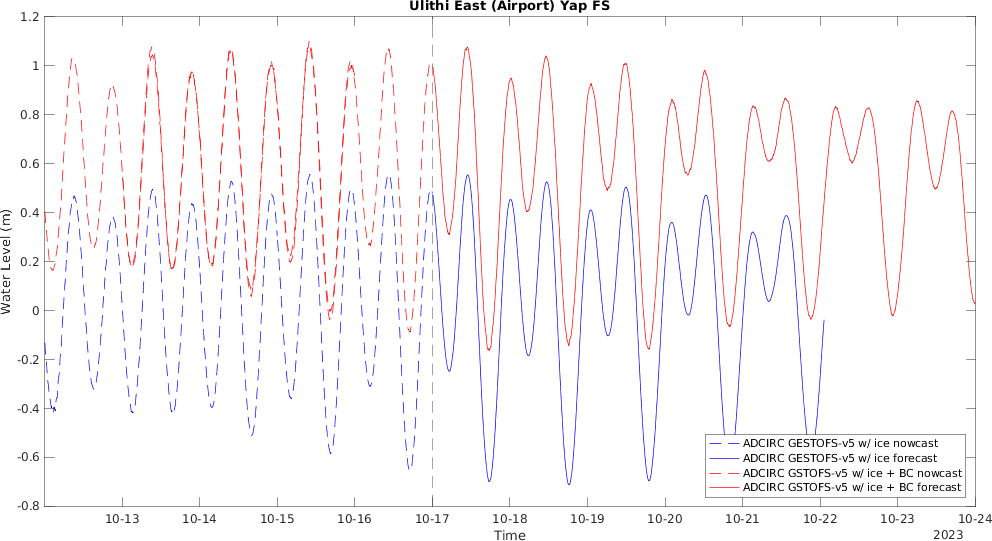 Ulithi East (Airport) Yap FS
1.2
1
0.8
0.6
0.4
0.2
0
-0.2
-0.4
-0.6
-0.8
Water Level (m)
ADCIRC GESTOFS-v5 w/ ice nowcast
ADCIRC GESTOFS-v5 w/ ice forecast
ADCIRC GSTOFS-v5 w/ ice + BC nowcast
ADCIRC GSTOFS-v5 w/ ice + BC forecast
10-13 10-14 10-15 10-16 10-17 10-18 10-19 10-20 10-21 10-22 10-23 10-24
Time
2023